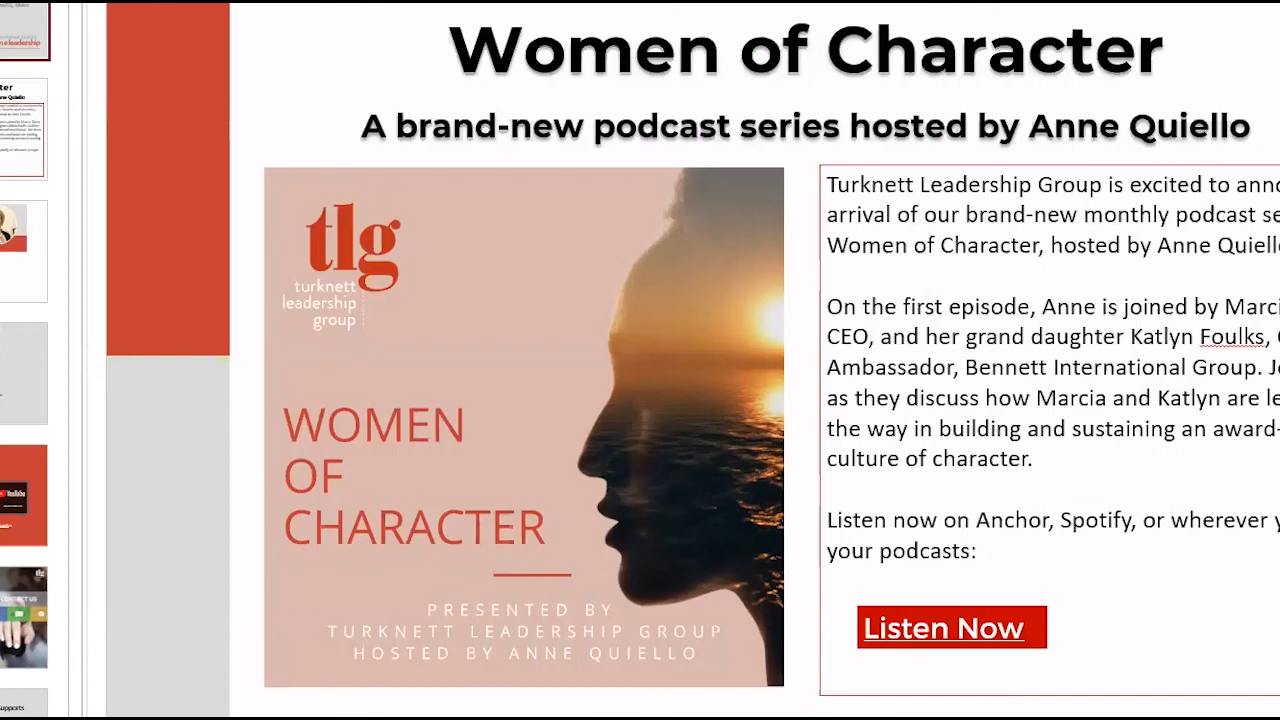 Women of Character
A brand-new podcast series hosted by Anne Quiello
tlg
turknett
leadership
group
WOMEN
OF
CHARACTER
PRESENTED BY
TURKNETT LEADERSHIP GROUP
HOSTED BY ANNE QUIELLO
Turknett Leadership Group is excited to
arrival of our brand-new monthly podcast
Women of Character, hosted by Anne Quiello
On the first episode, Anne is joined by
CEO, and her grand daughter Katlyn Foulks,
Ambassador, Bennett International Group.
as they discuss how Marcia and Katlyn are
the way in building and sustaining an award-
culture of character.
Listen now on Anchor, Spotify, or wherever
your podcasts:
Listen Now
YouTube
CONTACT US
tlg